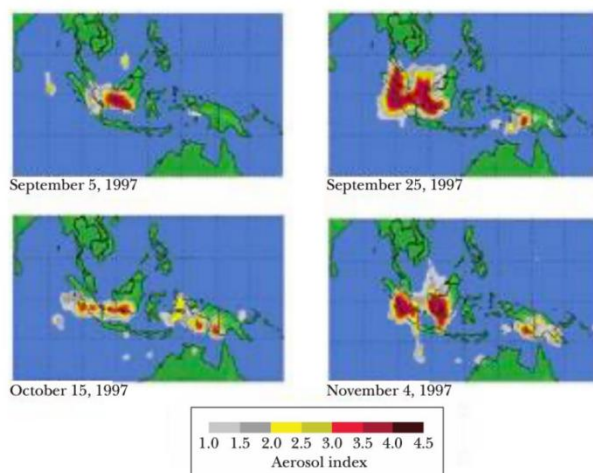 September 5, 1997
September 25, 1997
October 15, 1997
November 4, 1997
1.0 1.5 2.0 2.5 3.0 3.5 4.0 4.5
Aerosol index